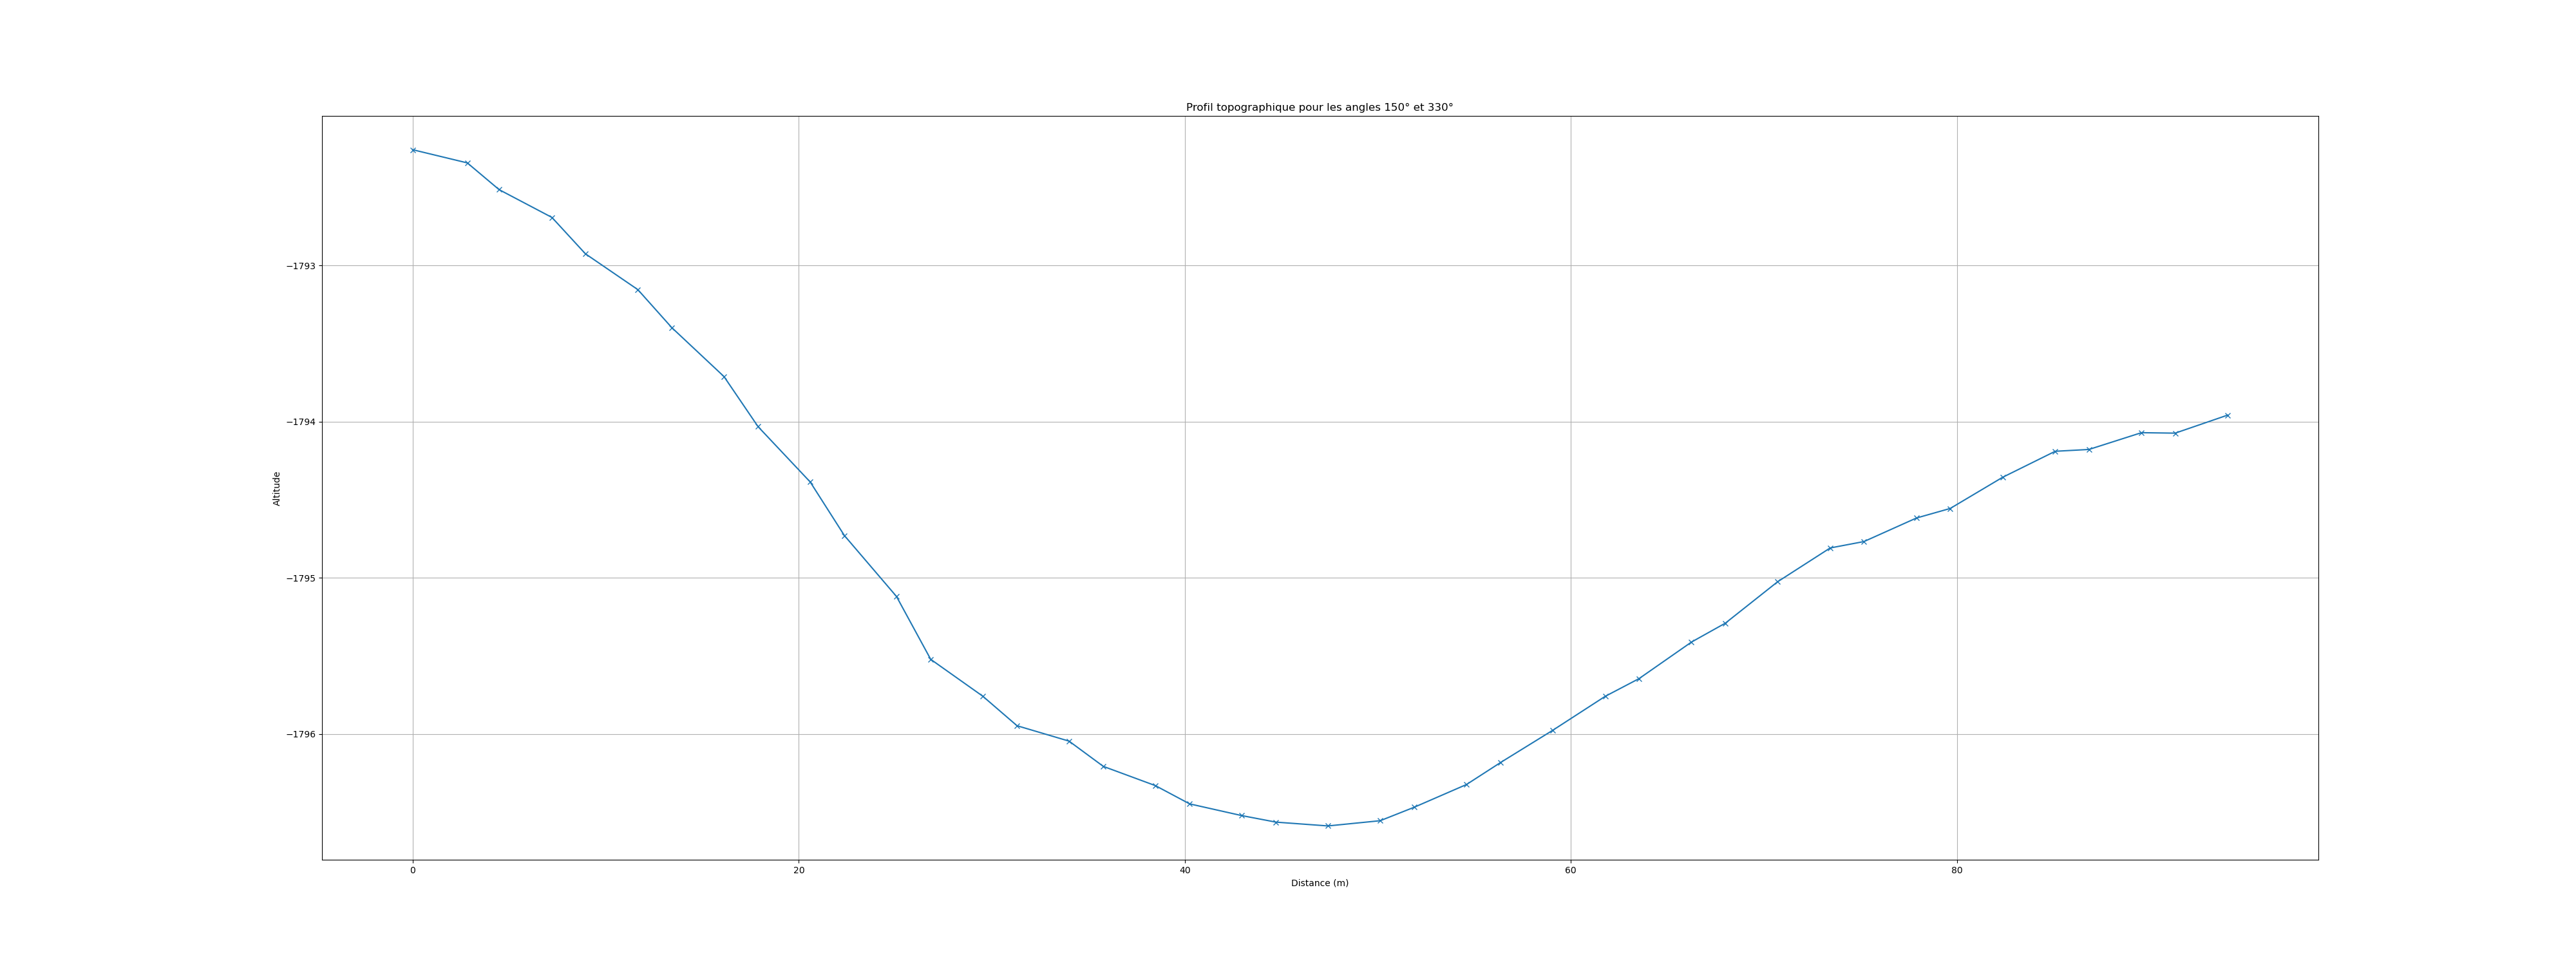 Profil topographique pour les angles 150° et 330°
−1793
−1794
−1795
−1796
Altitude
0 20 40 60 80
Distance (m)